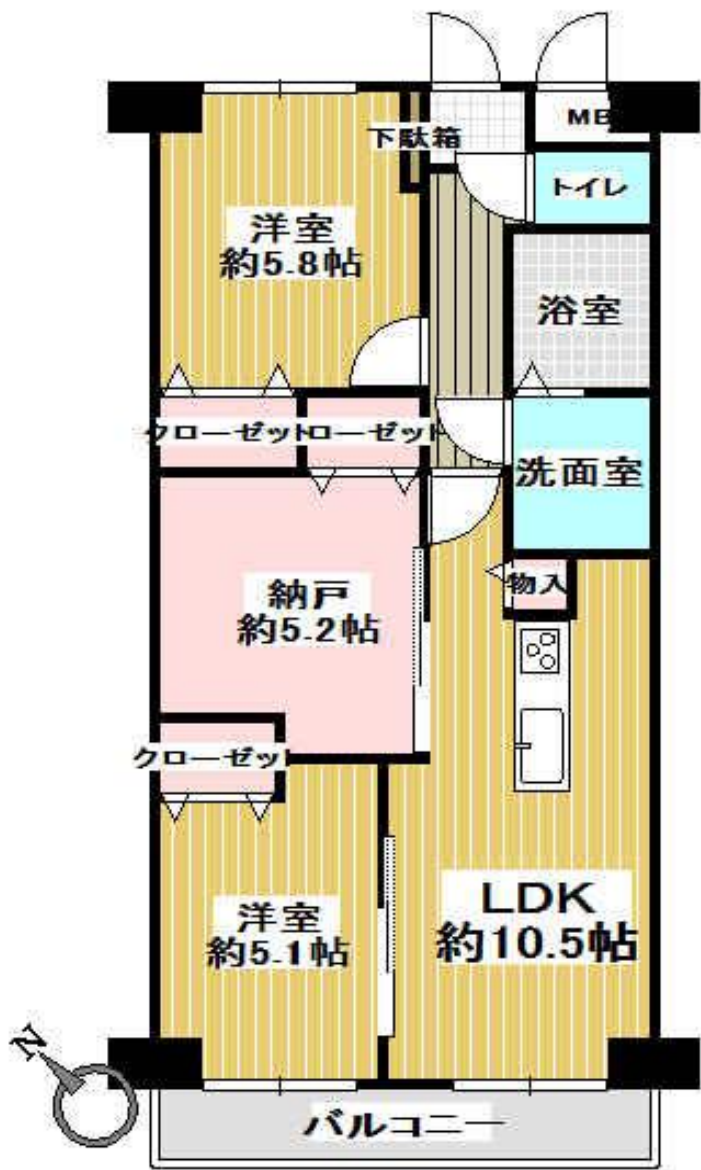 MB
下駄箱
トイレ
洋室
約5.8帖
浴室
クローゼット
ローゼット
洗面室
物入
納戸
約5.2帖
クローゼット
LDK
約10.5帖
洋室
約5.1帖
N
バルコニー